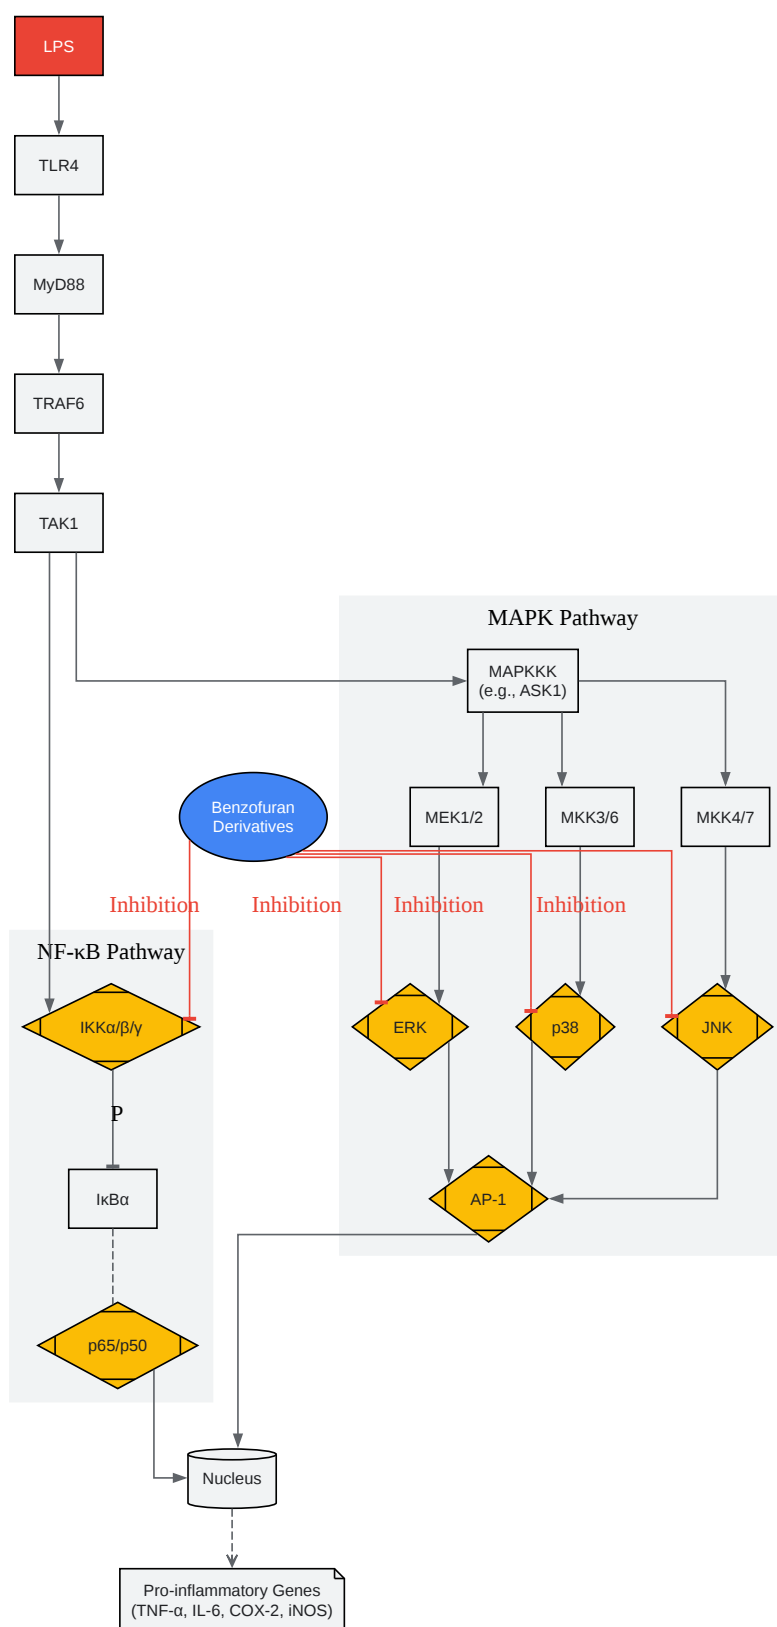 LPS
TLR4
MyD88
TRAF6
TAK1
MAPK Pathway
MAPKKK
(e.g., ASK1)
Benzofuran
Derivatives
MEK1/2
MKK3/6
MKK4/7
Inhibition
Inhibition
Inhibition
Inhibition
NF-κB Pathway
IKKα/β/γ
ERK
p38
JNK
P
IκBα
AP-1
p65/p50
Nucleus
Pro-inflammatory Genes
(TNF-α, IL-6, COX-2, iNOS)